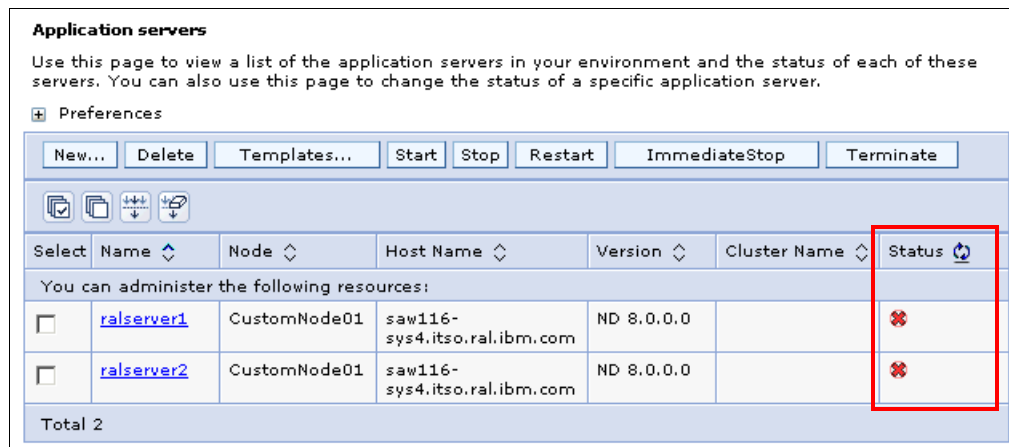 Application servers
Use this page to view a list of the application servers in your environment and the status of each of these
servers. You can also use this page to change the status of a specific application server.
Preferences
New... Delete Templates... Start Stop Restart ImmediateStop Terminate
Select Name Node Host Name Version Cluster Name Status
You can administer the following resources:
ralserver1 CustomNode01 saw116- ND 8.0.0.0
sys4.itso.ral.ibm.com
ralserver2 CustomNode01 saw116- ND 8.0.0.0
sys4.itso.ral.ibm.com
Total 2